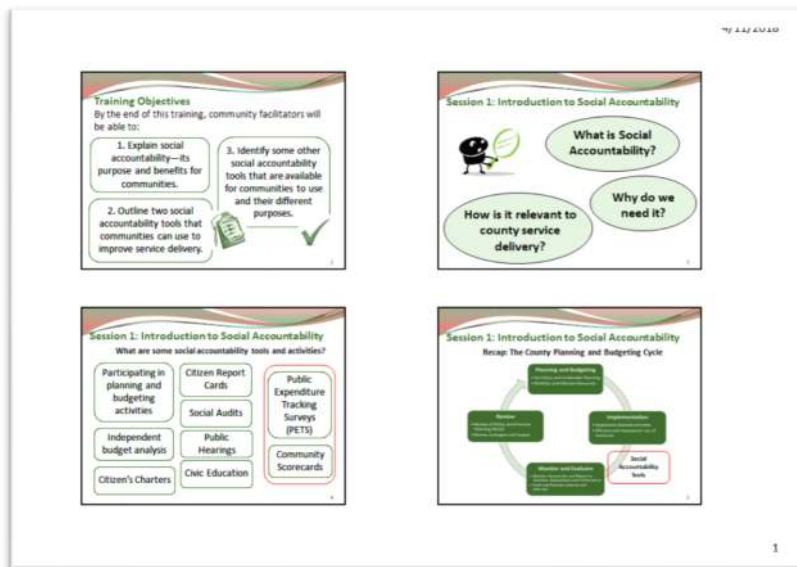 4/11/2018
Training Objectives
By the end of this training, community facilitators will
be able to:
1. Explain social
accountability—its
purpose and benefits for
communities.
2. Outline two social
accountability tools that
communities can use to
improve service delivery.
3. Identify some other
social accountability
tools that are available
for communities to use
and their different
purposes.
2
Session 1: Introduction to Social Accountability
What is Social
Accountability?
Why do we
need it?
How is it relevant to
county service
delivery?
3
Session 1: Introduction to Social Accountability
What are some social accountability tools and activities?
Participating in
planning and
budgeting
activities
Independent
budget analysis
Citizen's Charters
Citizen Report
Cards
Social Audits
Public
Hearings
Civic Education
Public
Expenditure
Tracking
Surveys
(PETS)
Community
Scorecards
4
Session 1: Introduction to Social Accountability
Recap: The County Planning and Budgeting Cycle
Planning and Budgeting
Implementation
Review
Monitor and Evaluate
Social
Accountability
Tools
1